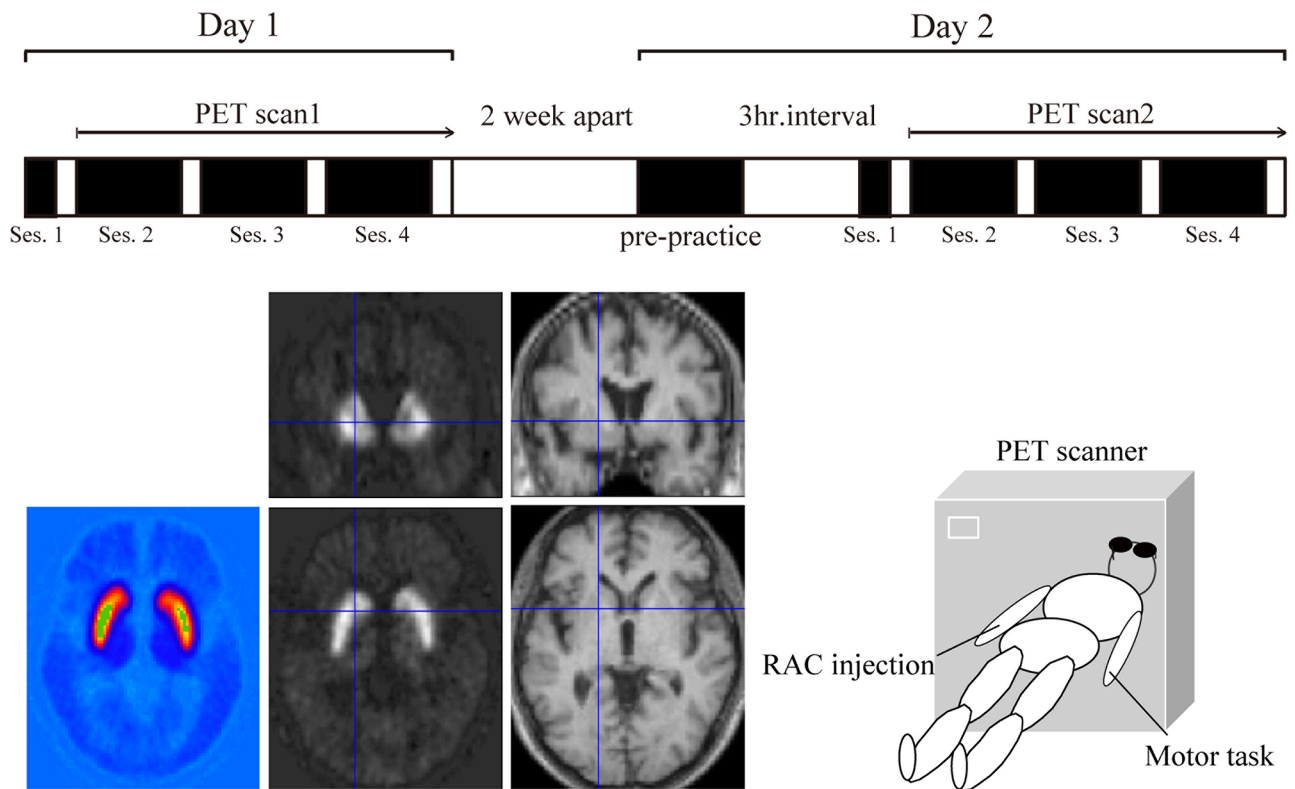 Day 1
Day 2
PET scan1
2 week apart
3hr.interval
PET scan2
Ses. 1
Ses. 2
Ses. 3
Ses. 4
pre-practice
Ses. 1
Ses. 2
Ses. 3
Ses. 4
PET scanner
RAC injection
Motor task